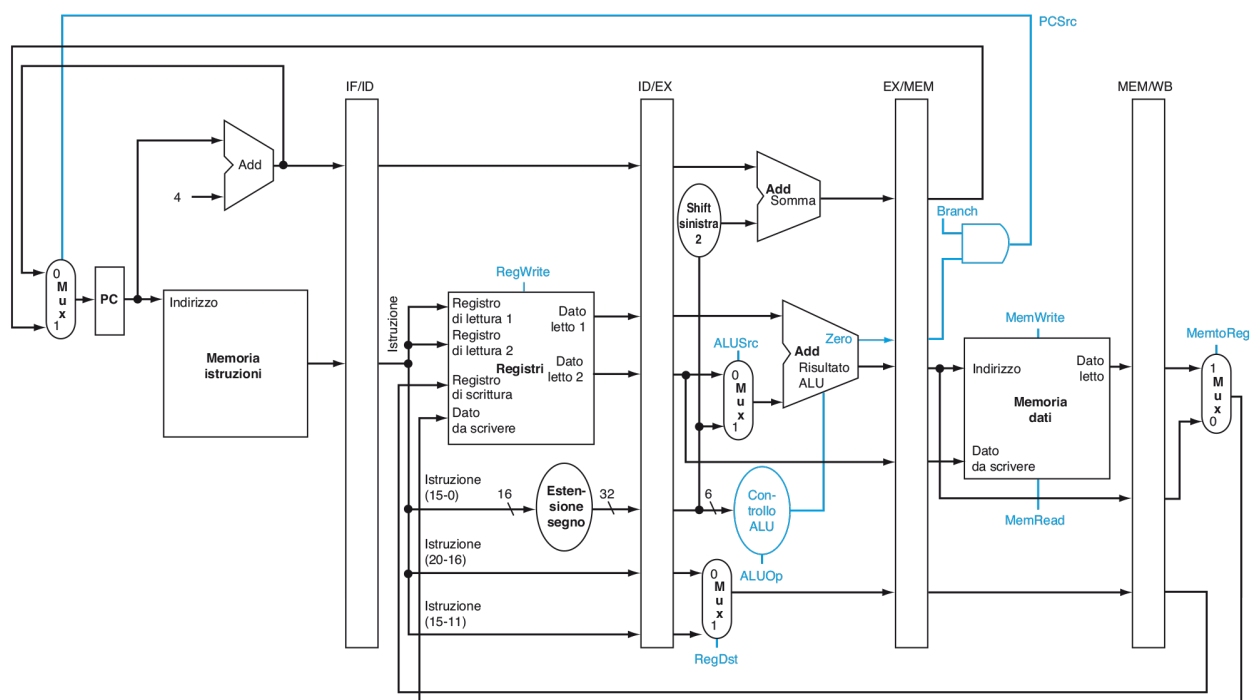 PCSrc
IF/ID
ID/EX
EX/MEM
MEM/WB
Add
4
Add
Somma
Shift
sinistra
2
Branch
0
M
u
x
1
PC
Indirizzo
Memoria
istruzioni
Istruzione
RegWrite
Registro
di lettura 1
Registro
di lettura 2
Registri
Registro
di scrittura
Dato
da scrivere
Dato
letto 1
Dato
letto 2
ALUSrc
0
M
u
x
1
Zero
Add
Risultato
ALU
MemWrite
Indirizzo
Dato
letto
Memoria
dati
Dato
da scrivere
MemRead
MemtoReg
1
M
u
x
0
Istruzione
(15-0)
16
Esten-
sione
segno
32
6
Con-
trollo
ALU
ALUOp
Istruzione
(20-16)
Istruzione
(15-11)
0
M
u
x
1
RegDst